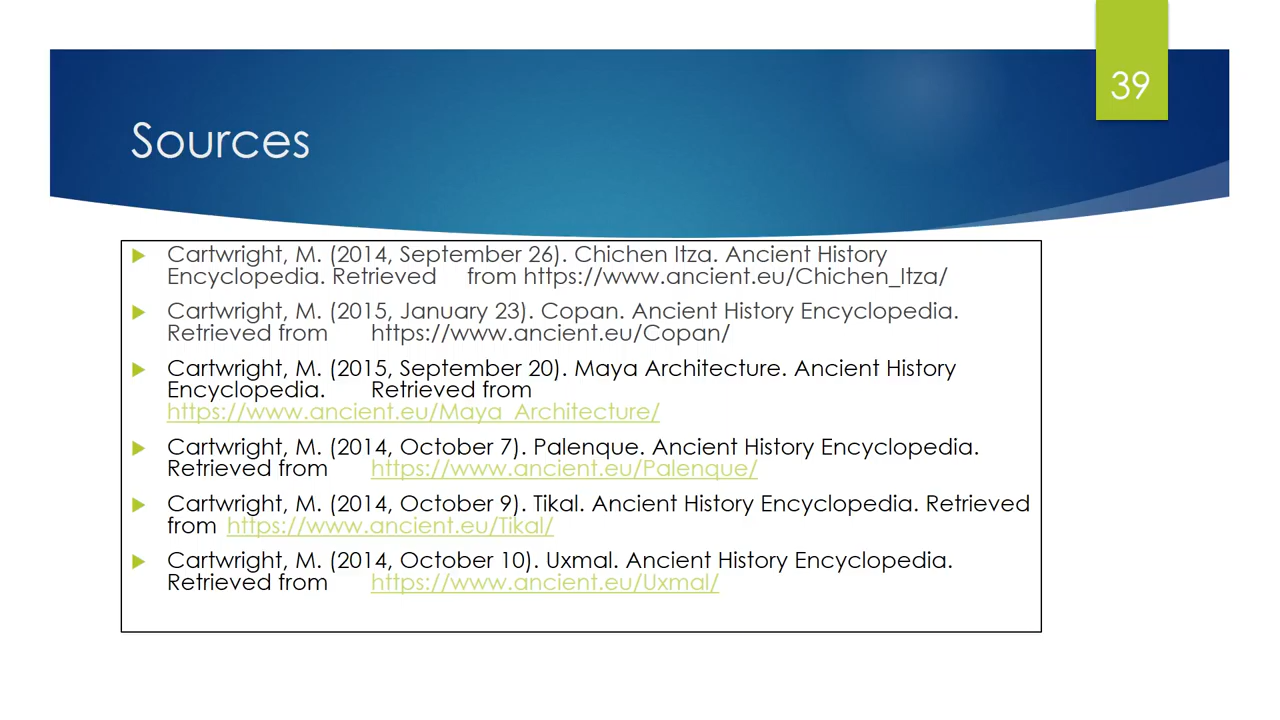 39
Sources
Cartwright, M. (2014, September 26). Chichen Itza. Ancient History
Encyclopedia. Retrieved from https://www.ancient.eu/Chichen_Itza/
Cartwright, M. (2015, January 23). Copan. Ancient History Encyclopedia.
Retrieved from https://www.ancient.eu/Copan/
Cartwright, M. (2015, September 20). Maya Architecture. Ancient History
Encyclopedia. Retrieved from
https://www.ancient.eu/Maya_Architecture/
Cartwright, M. (2014, October 7). Palenque. Ancient History Encyclopedia.
Retrieved from https://www.ancient.eu/Palenque/
Cartwright, M. (2014, October 9). Tikal. Ancient History Encyclopedia. Retrieved
from https://www.ancient.eu/Tikal/
Cartwright, M. (2014, October 10). Uxmal. Ancient History Encyclopedia.
Retrieved from https://www.ancient.eu/Uxmal/